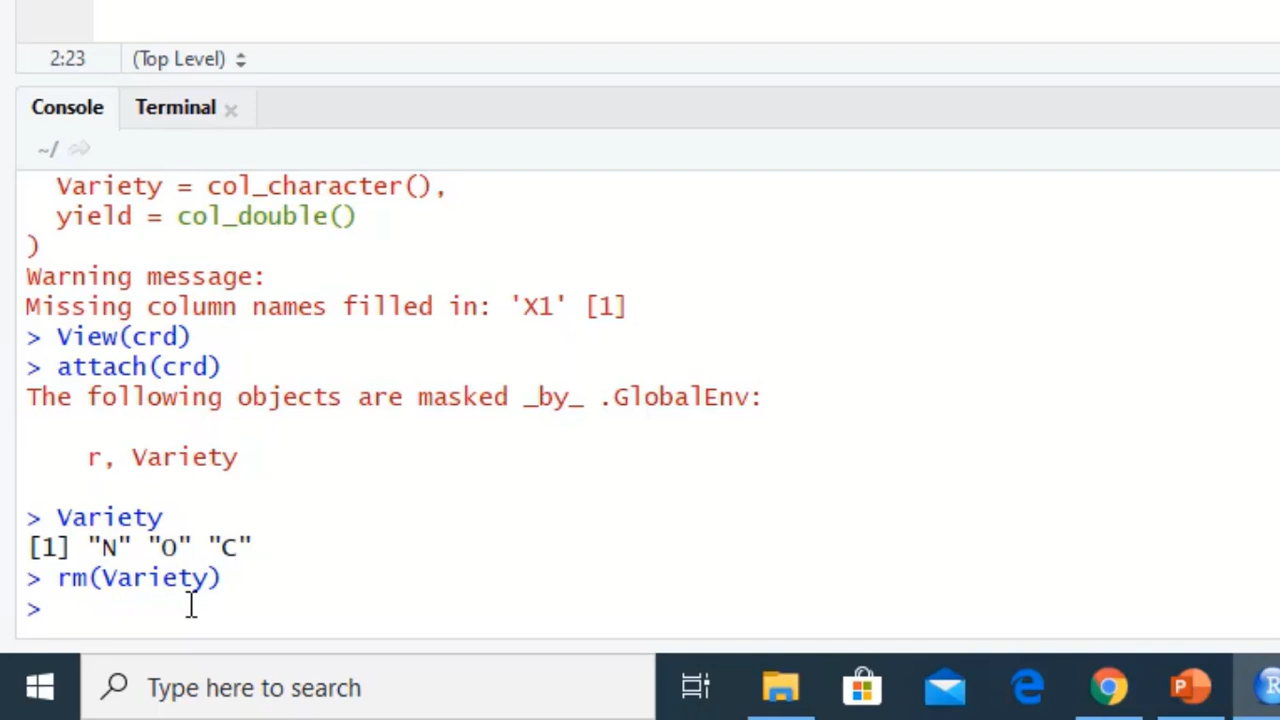 2:23 (Top Level)
Console Terminal
~/
Variety = col_character(),
yield = col_double()
)
Warning message:
Missing column names filled in: 'X1' [1]
> View(crd)
> attach(crd)
The following objects are masked _by_ .GlobalEnv:
r, Variety
> Variety
[1] "N" "O" "C"
> rm(Variety)
>
Type here to search